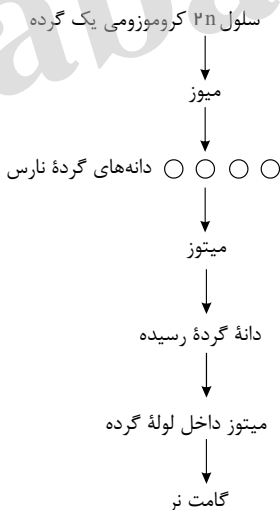 سلول ۲n کروموزومی یک گرده
میوز
دانه‌های گردهٔ نارس
میتوز
دانهٔ گردهٔ رسیده
میتوز داخل لولهٔ گرده
گامت نر